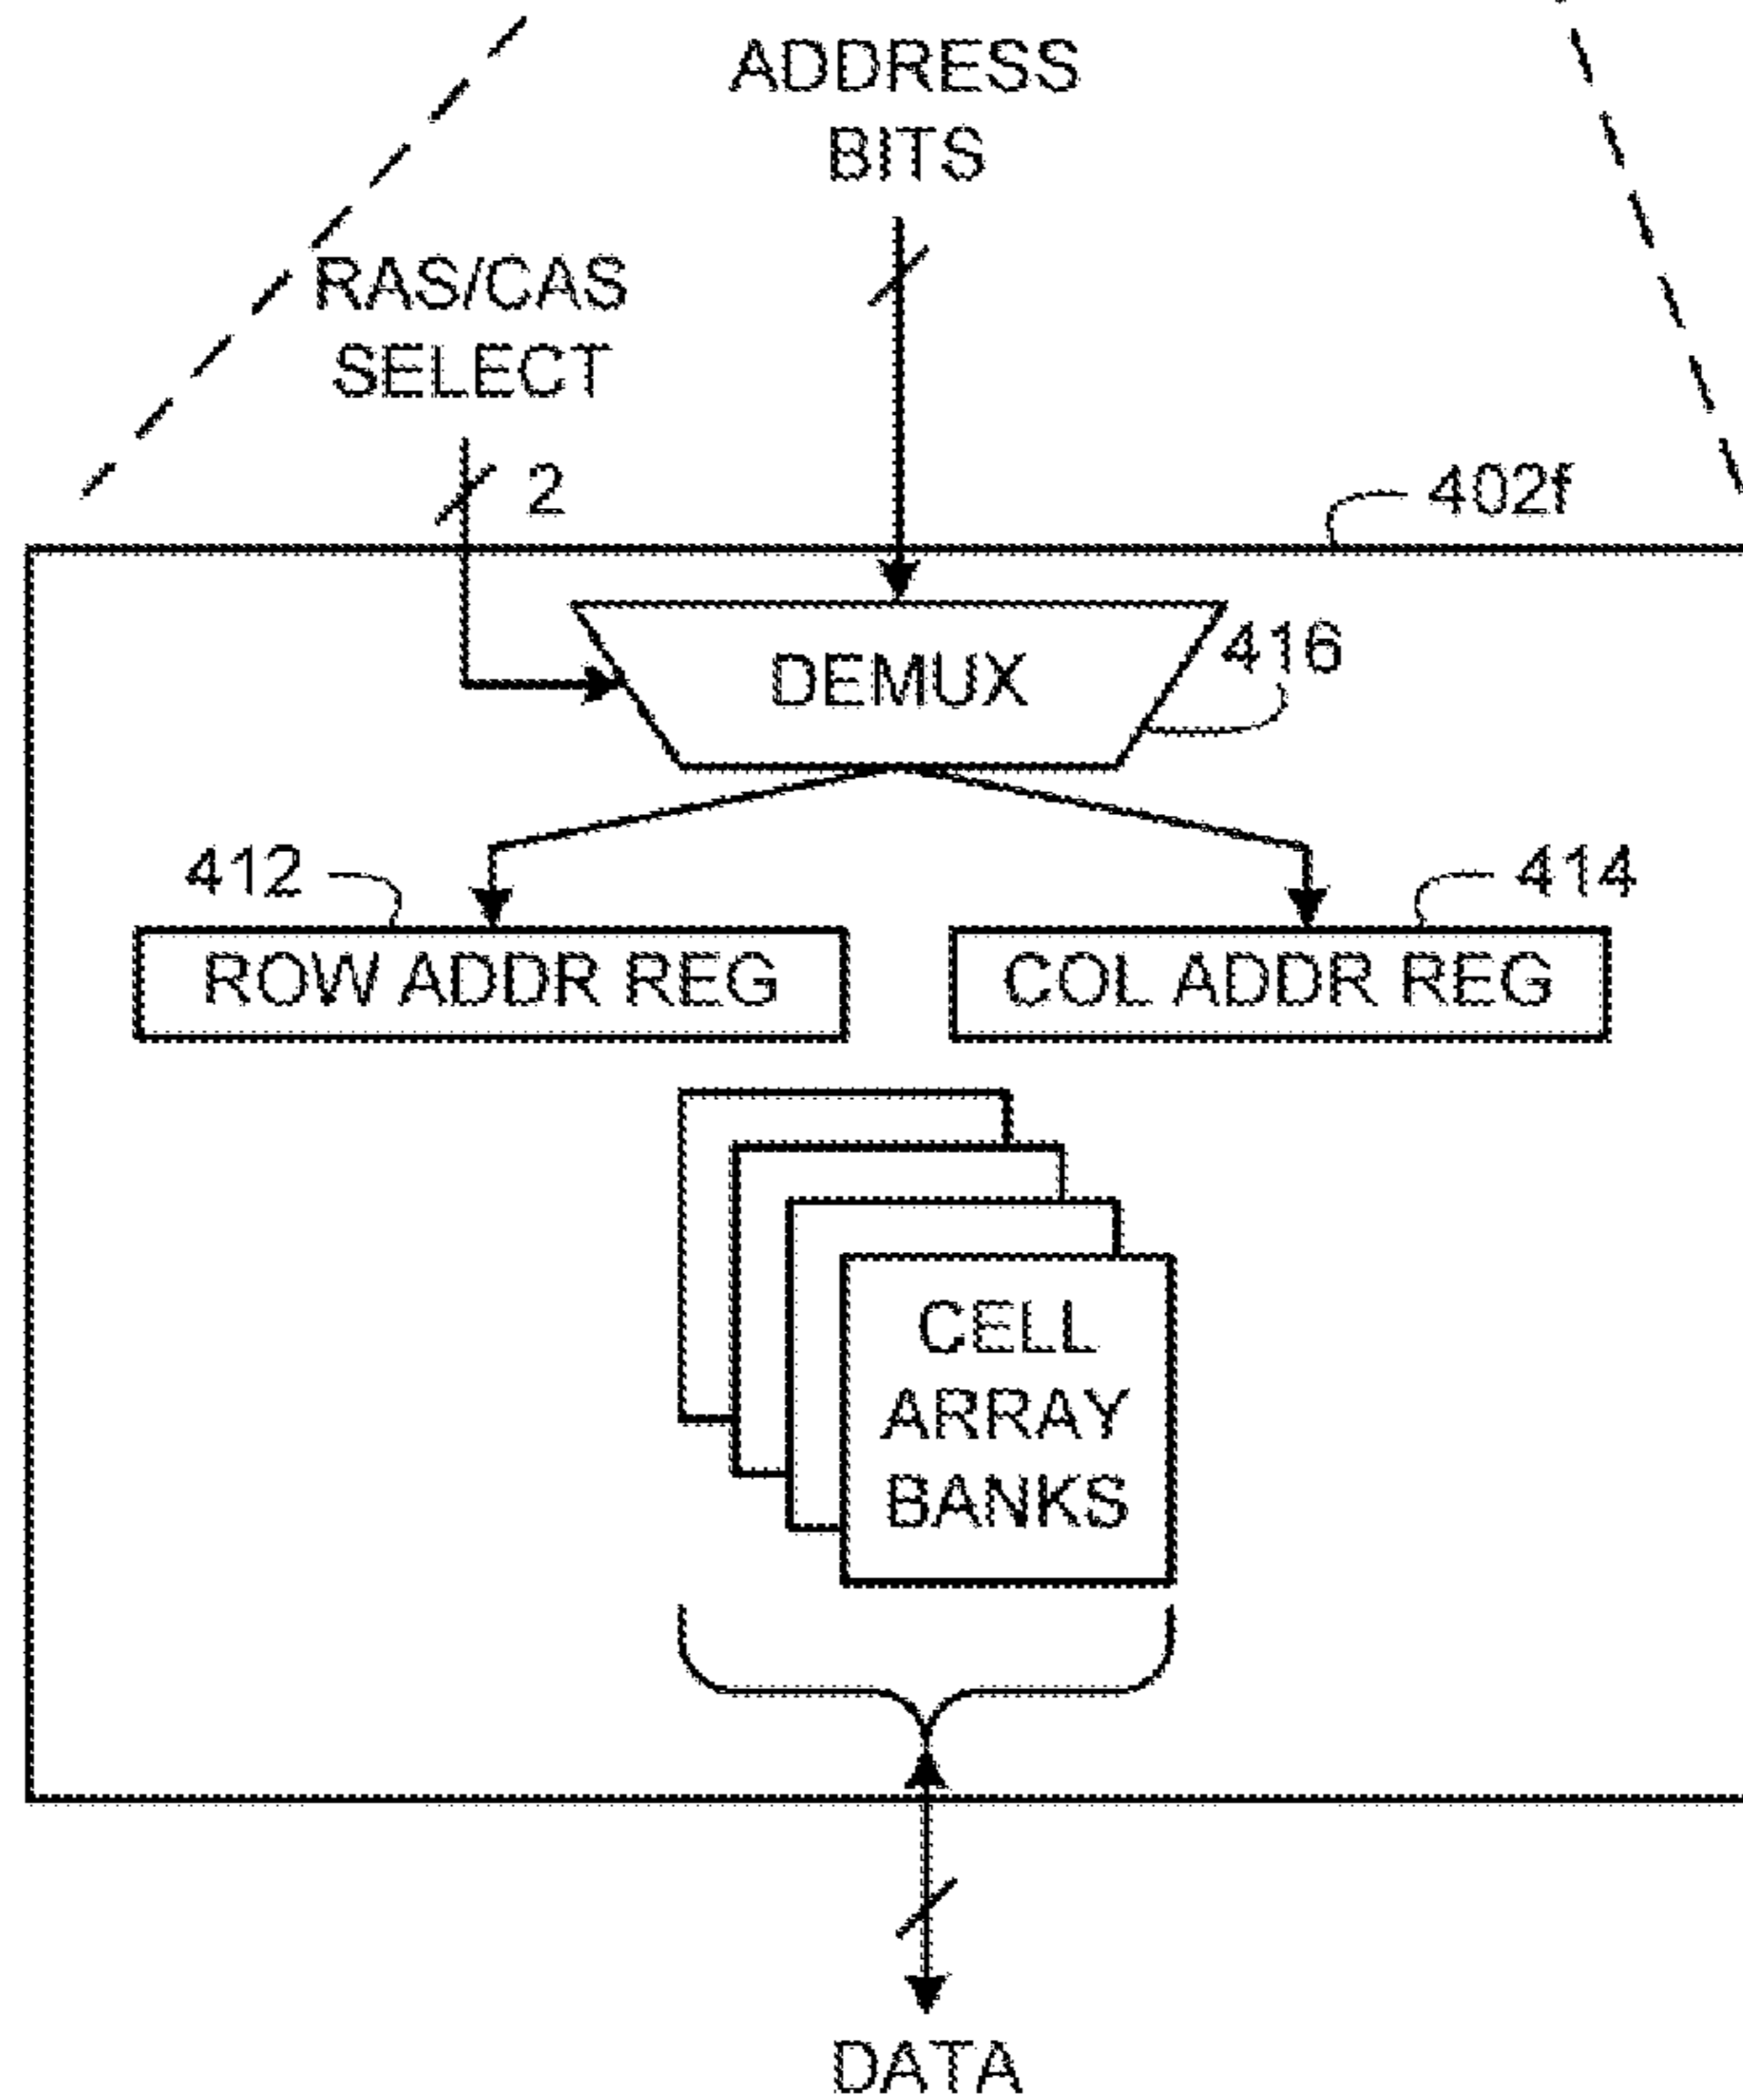 ADDRESS
BITS
RAS/CAS
SELECT
2
402f
DEMUX
416
412
414
ROW ADDR REG
COL ADDR REG
CELL
ARRAY
BANKS
DATA